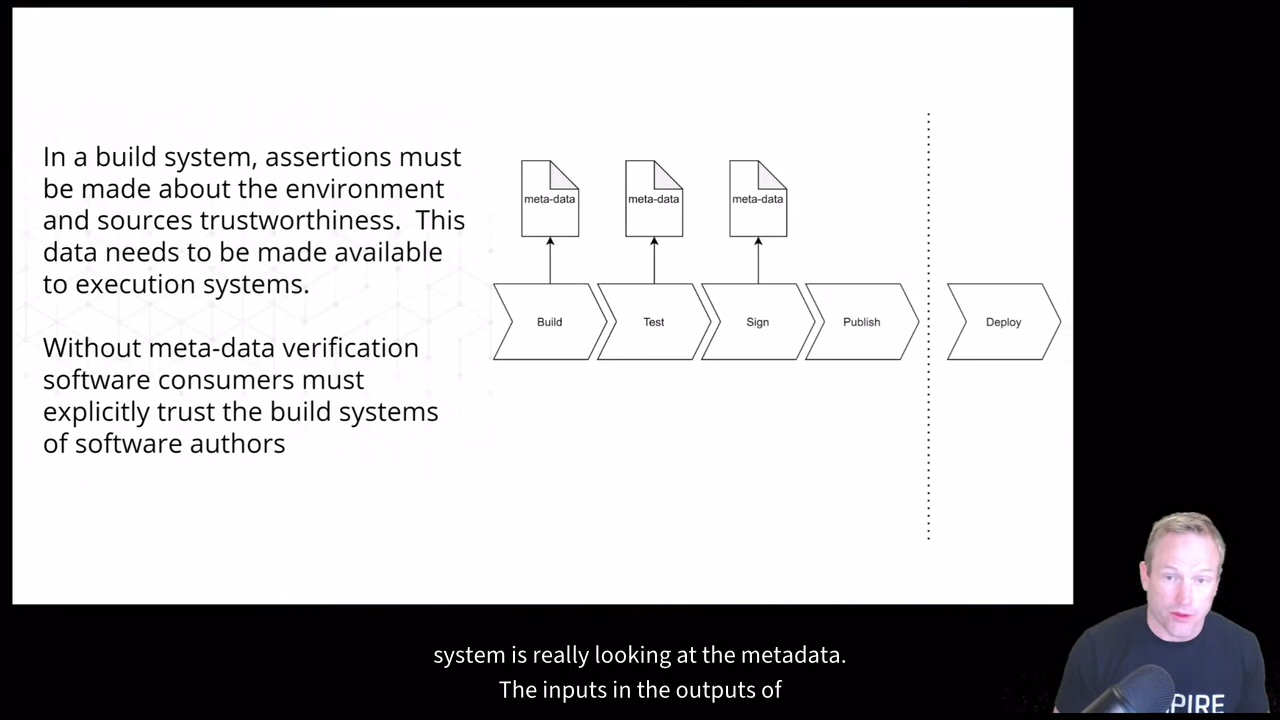 In a build system, assertions must
be made about the environment
and sources trustworthiness.  This
data needs to be made available
to execution systems.
Without meta-data verification
software consumers must
explicitly trust the build systems
of software authors
meta-data
meta-data
meta-data
Build
Test
Sign
Publish
Deploy
system is really looking at the metadata.
The inputs in the outputs of